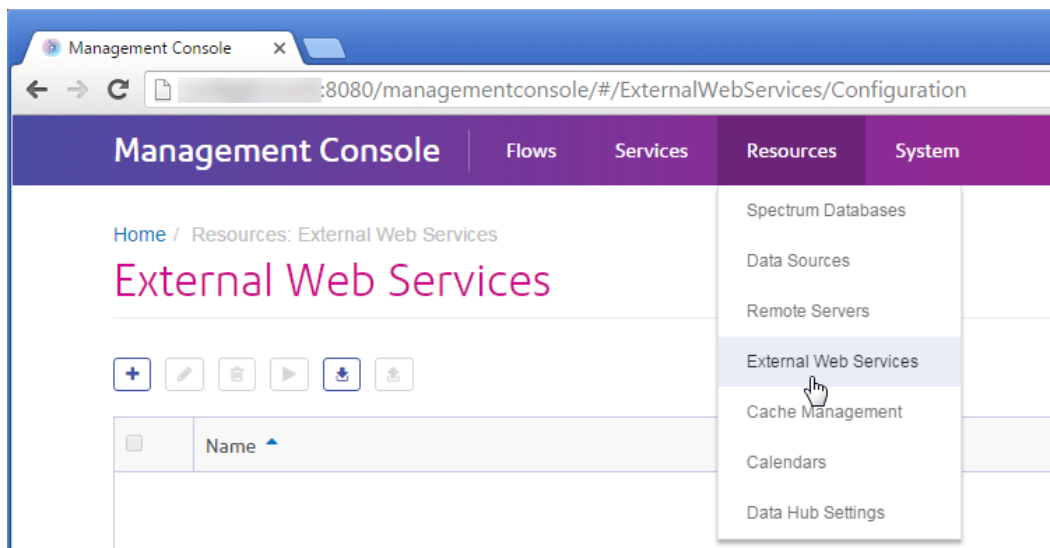 Management Console
:8080/managementconsole/#/ExternalWebServices/Configuration
Management Console Flows Services Resources System
Home / Resources: External Web Services
External Web Services
Name
Spectrum Databases
Data Sources
Remote Servers
External Web Services
Cache Management
Calendars
Data Hub Settings